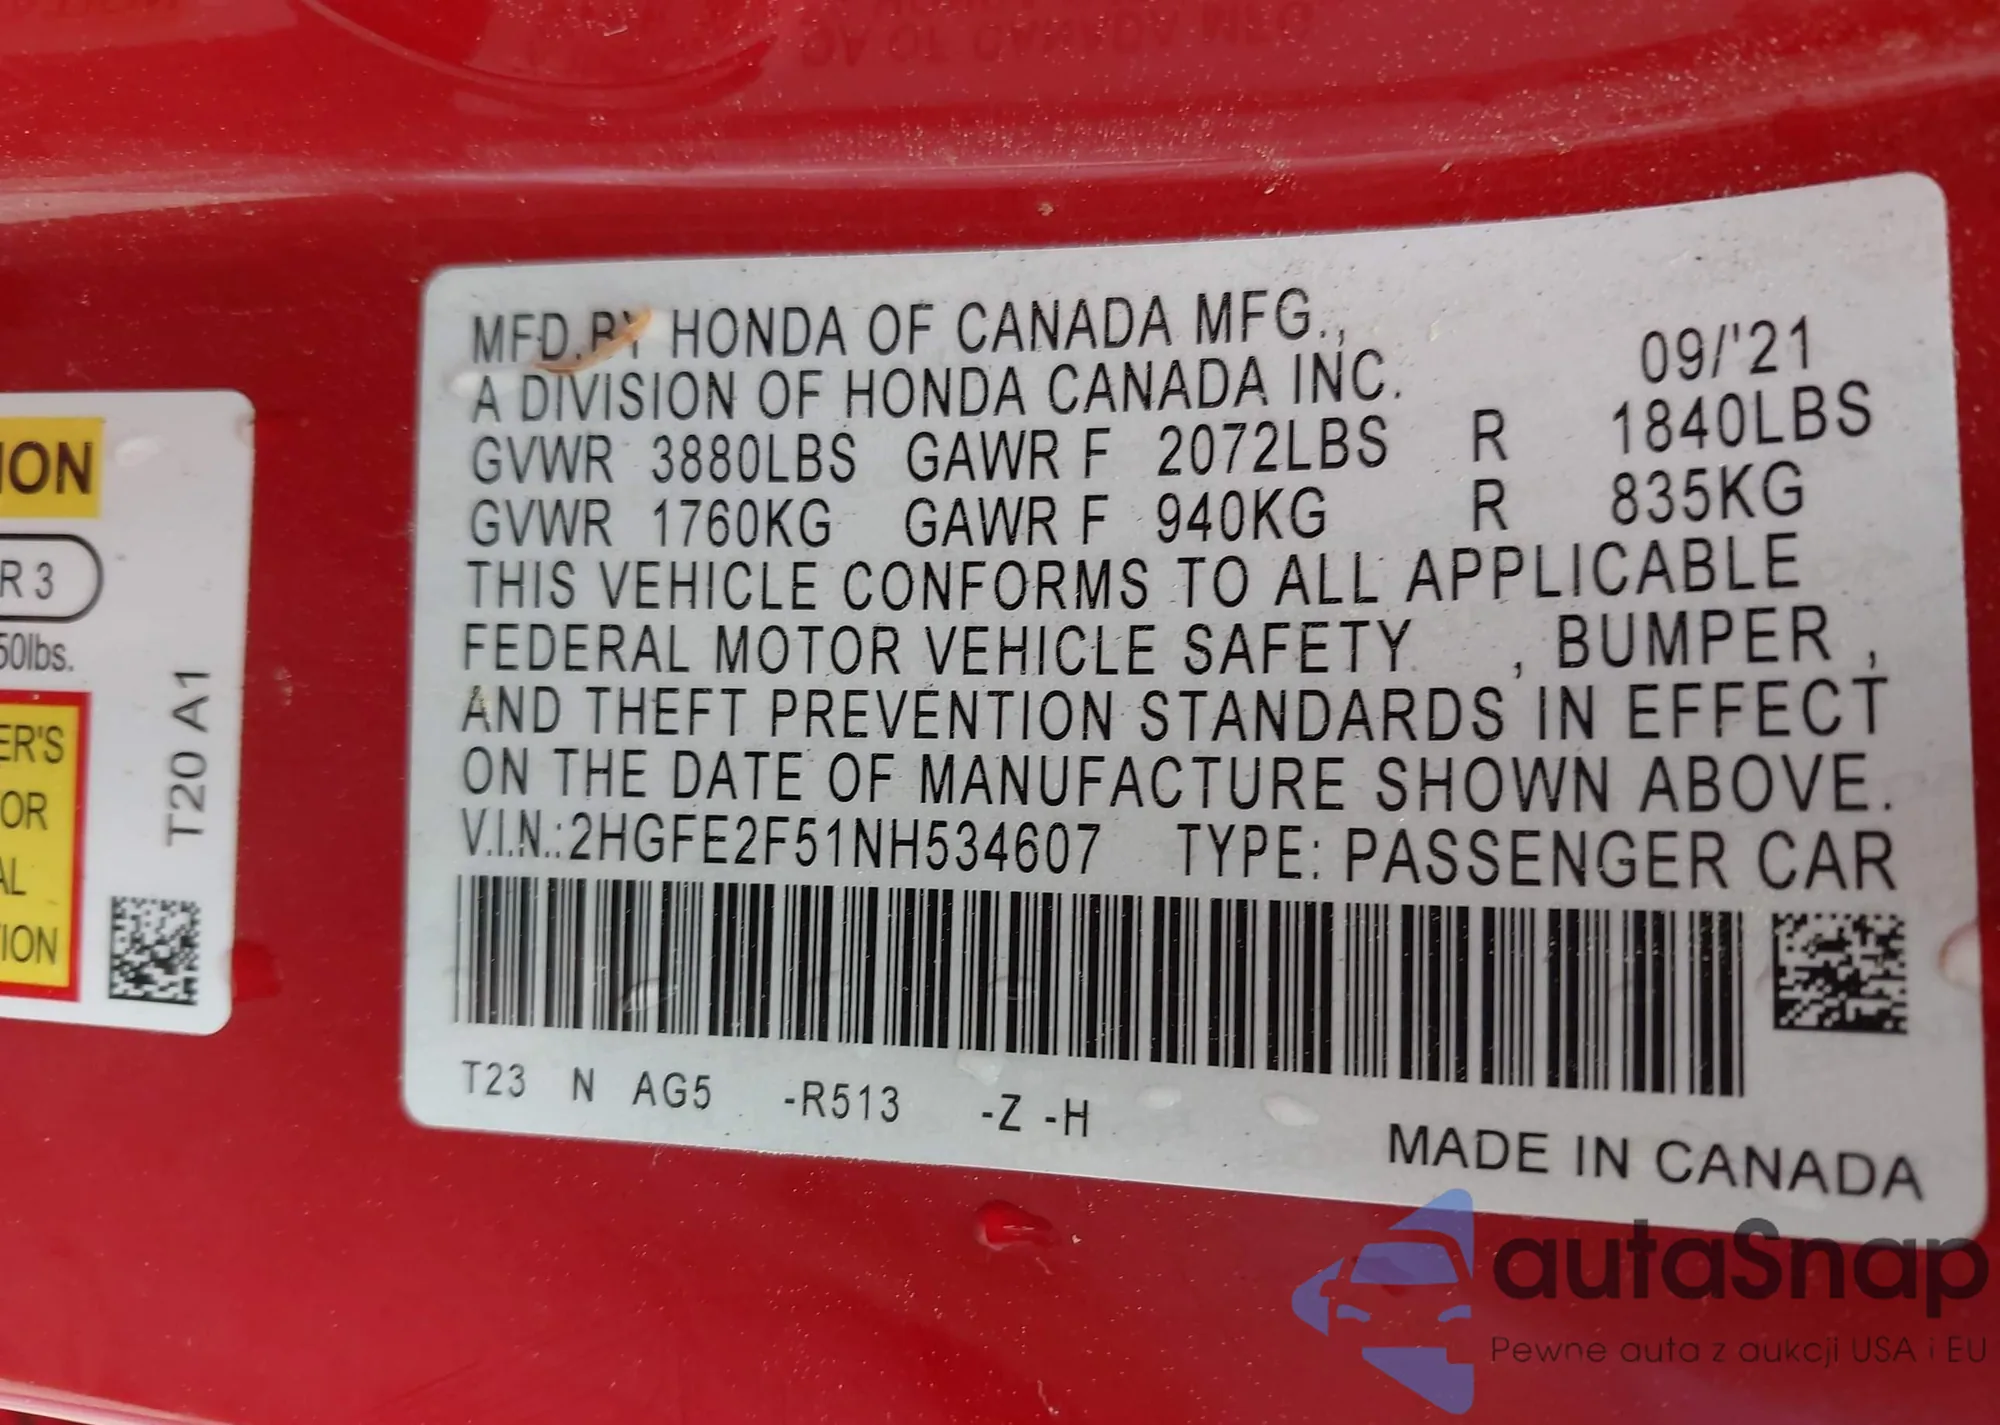 ION
R 3
50lbs.
ER'S
OR
AL
ION
T20 A1
MFD.BY HONDA OF CANADA MFG.,
A DIVISION OF HONDA CANADA INC.
09/'21
GVWR 3880LBS GAWR F 2072LBS R 1840LBS
GVWR 1760KG GAWR F 940KG R 835KG
THIS VEHICLE CONFORMS TO ALL APPLICABLE
FEDERAL MOTOR VEHICLE SAFETY , BUMPER ,
AND THEFT PREVENTION STANDARDS IN EFFECT
ON THE DATE OF MANUFACTURE SHOWN ABOVE.
V.I.N.:2HGFE2F51NH534607 TYPE: PASSENGER CAR
T23 N AG5 -R513 -Z -H
MADE IN CANADA
autaSnap
Pewne auta z aukcji USA i EU